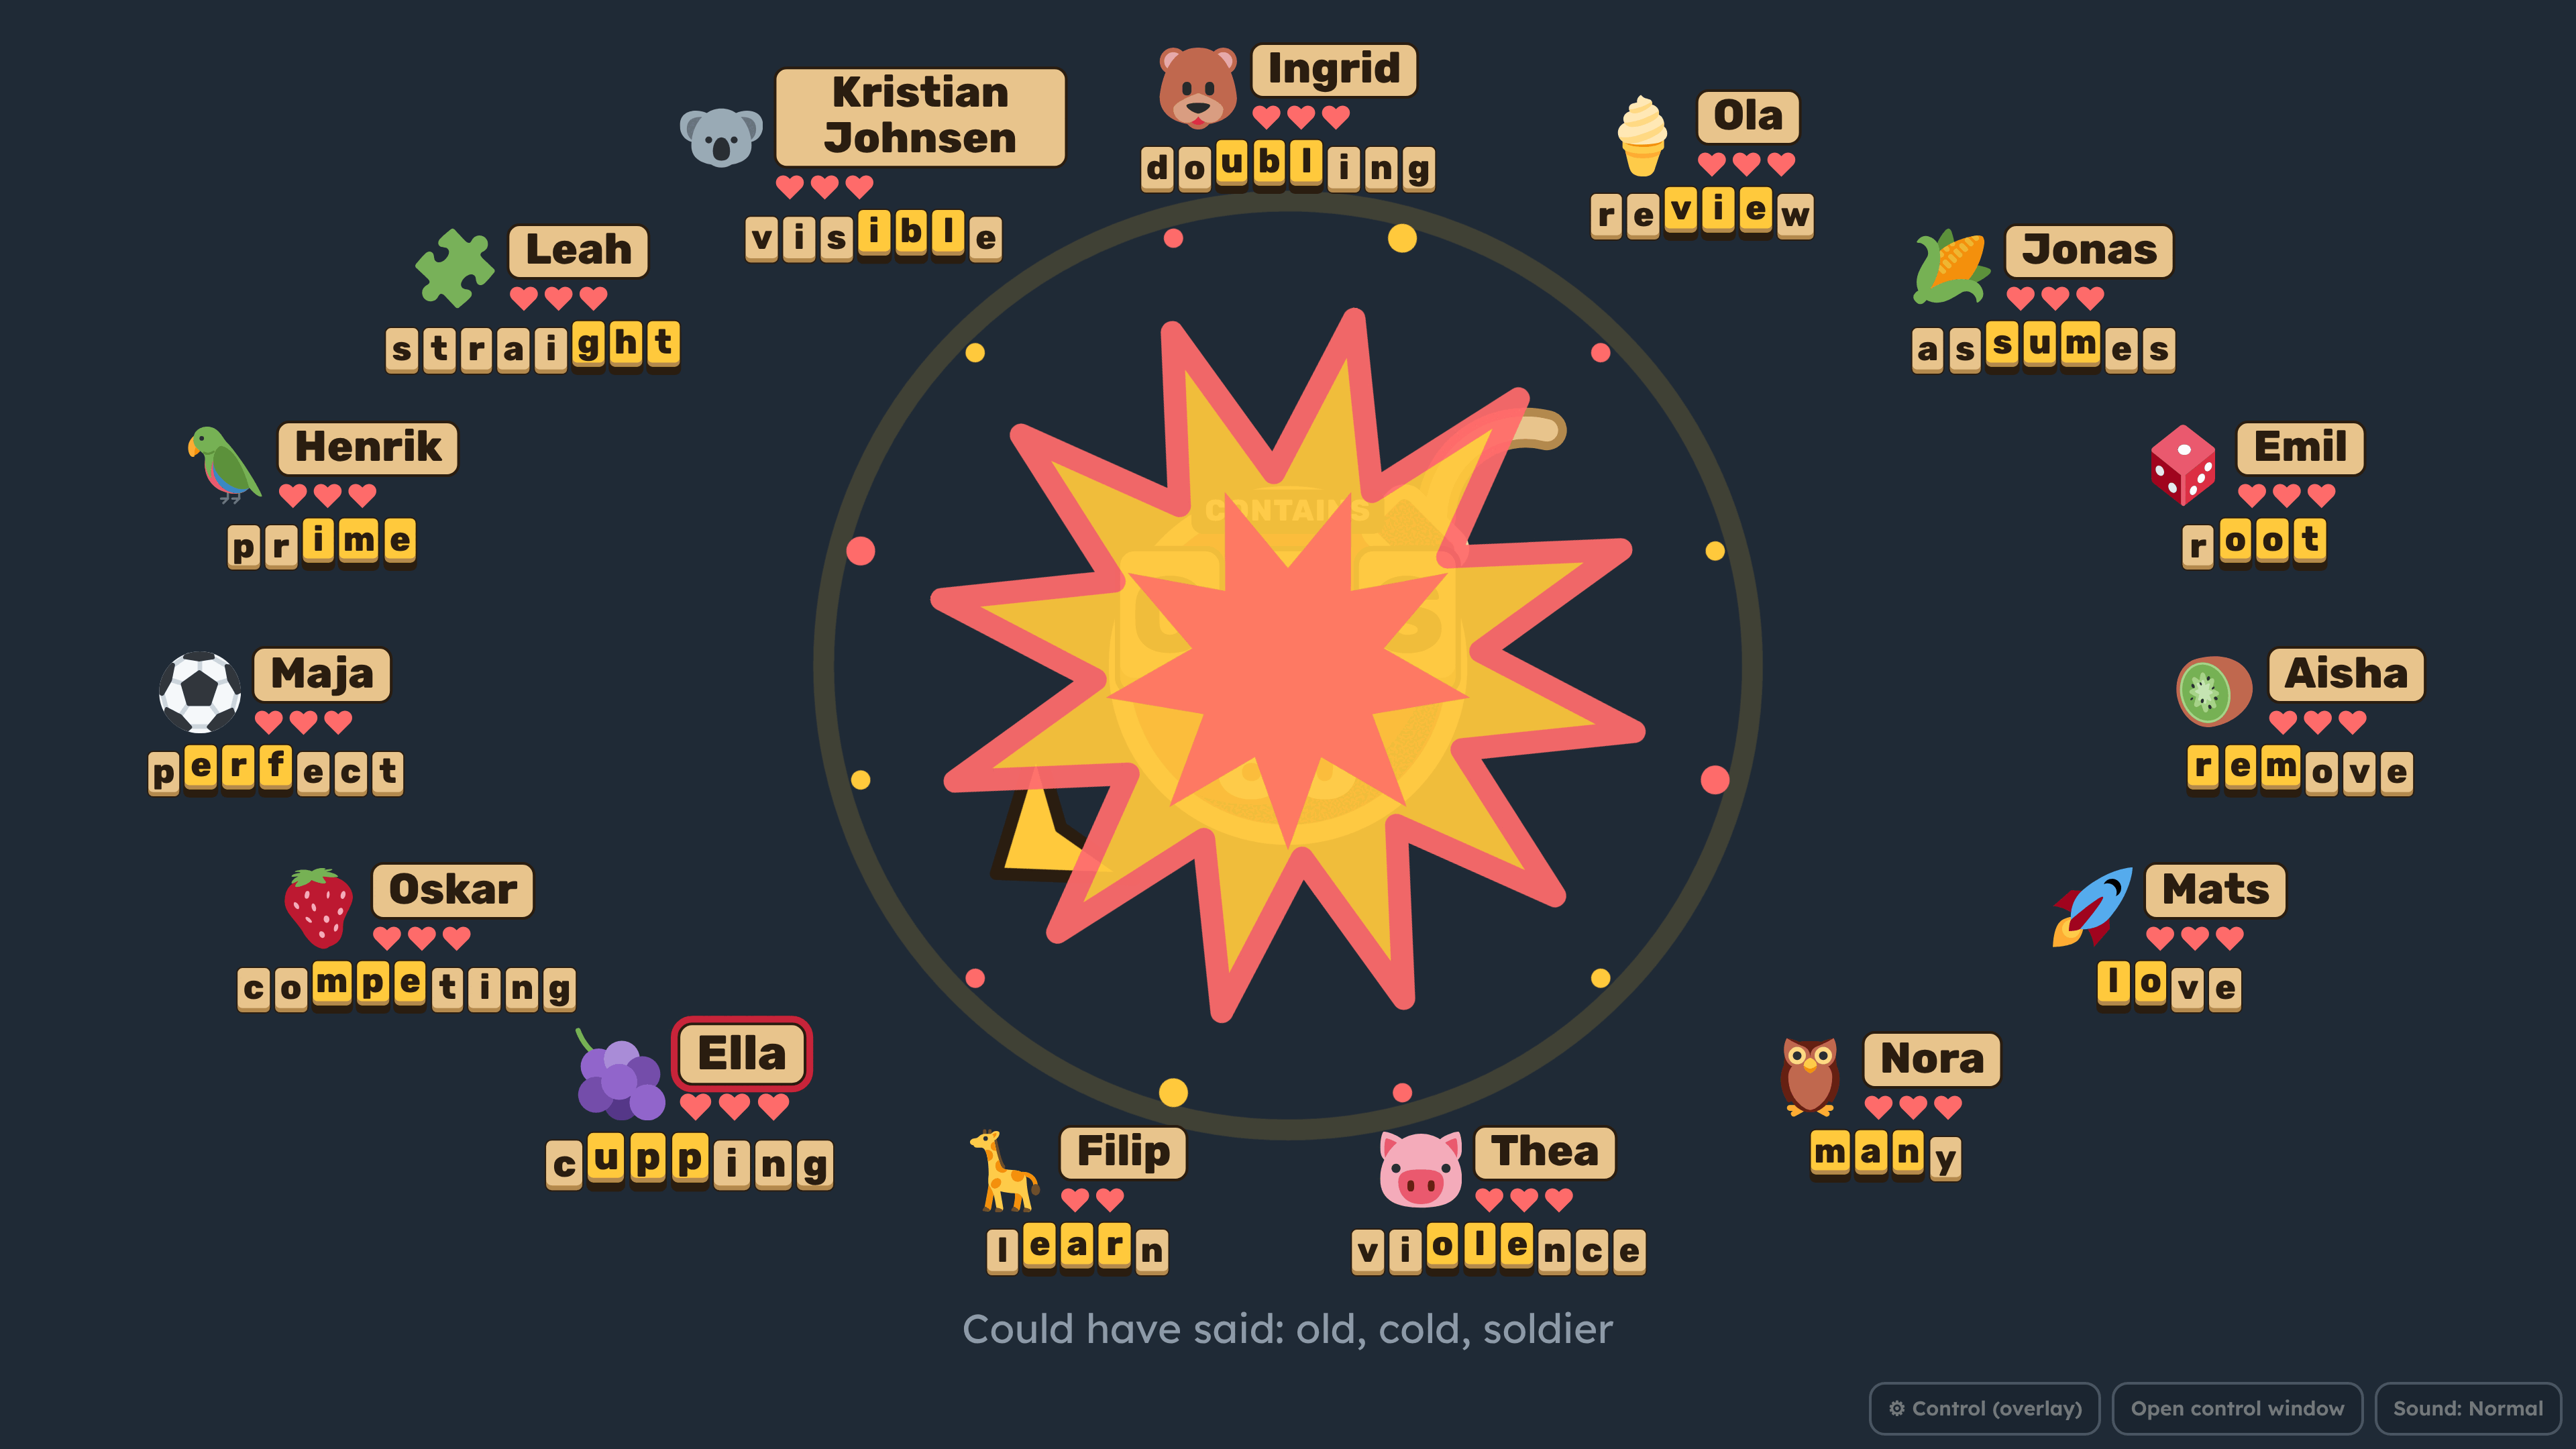 Ingrid
doubling
Kristian
Johnsen
visible
Ola
review
Leah
straight
Jonas
assumes
Henrik
prime
Emil
root
CONTAINS
Maja
perfect
Aisha
remove
Oskar
competing
Mats
love
Ella
cupping
Nora
many
Filip
learn
Thea
violence
Could have said: old, cold, soldier
⚙ Control (overlay)
Open control window
Sound: Normal